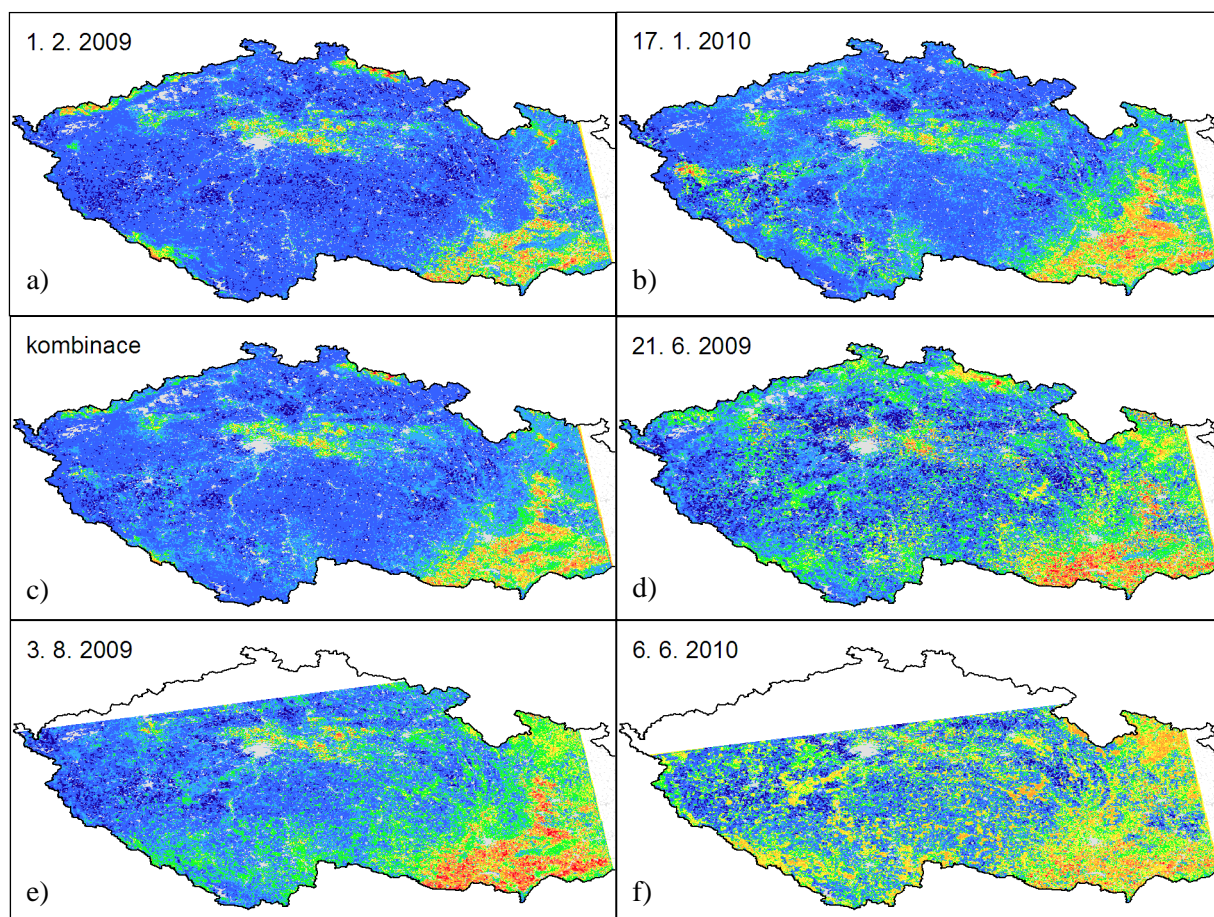 1. 2. 2009
17. 1. 2010
a)
b)
kombinace
21. 6. 2009
c)
d)
3. 8. 2009
6. 6. 2010
e)
f)